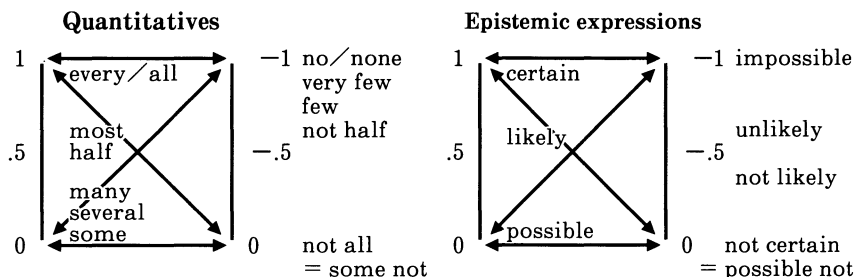 Quantitatives
1
every/all
most
half
.5
many
several
some
0
−1 no/none
very few
few
not half
−.5
0 not all
= some not
Epistemic expressions
1
certain
likely
.5
possible
0
−1 impossible
unlikely
−.5
not likely
0 not certain
= possible not